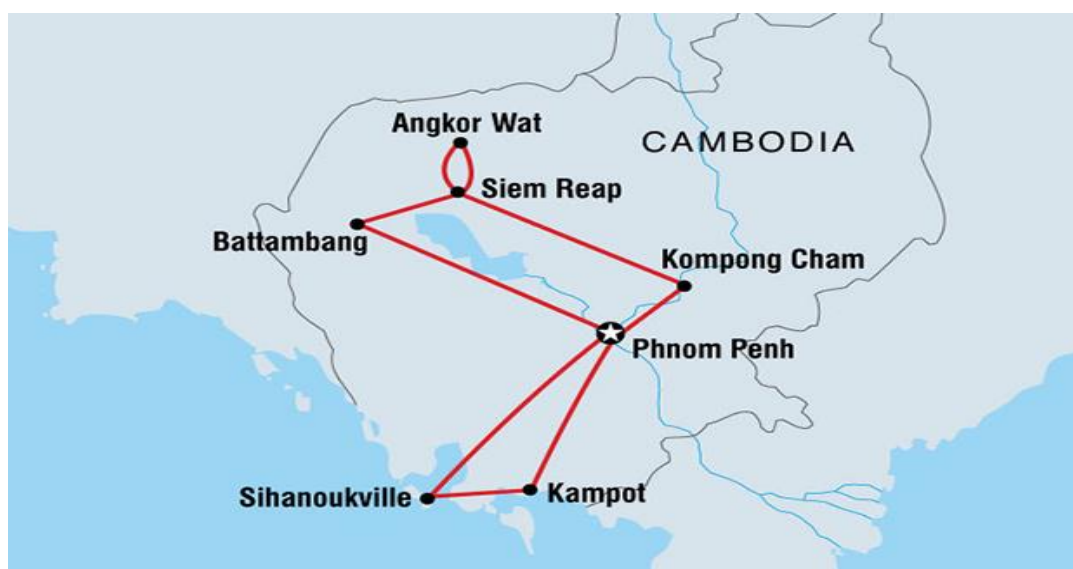 Angkor Wat
CAMBODIA
Siem Reap
Battambang
Kompong Cham
Phnom Penh
Sihanoukville
Kampot